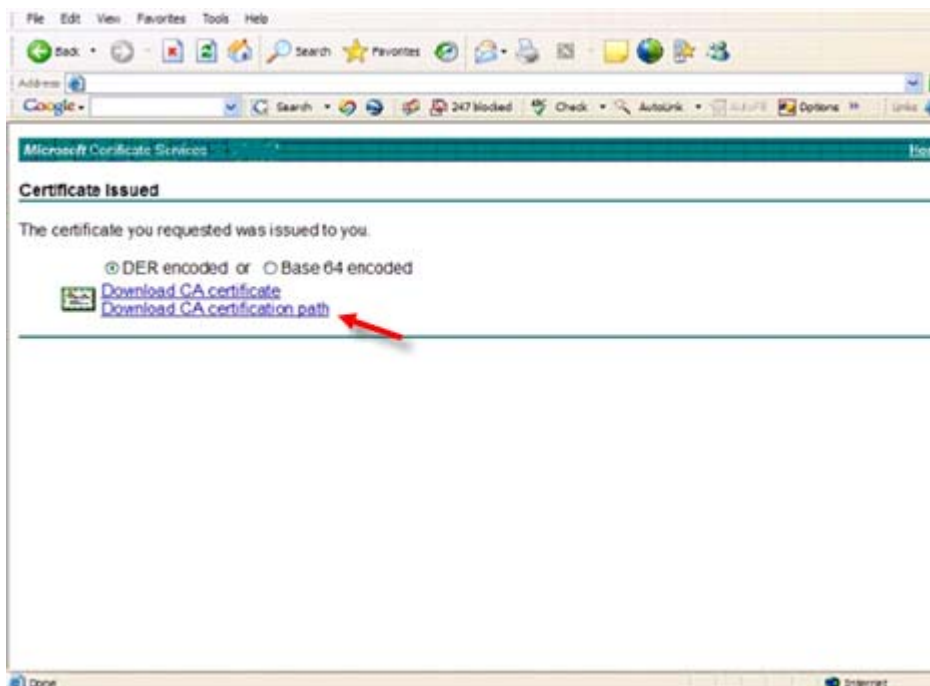 File Edit View Favorites Tools Help
Back Search Favorites
Address
Google Search 247 blocked Check AutoLink AutoFill Options Links
Microsoft Certificate Services
Certificate Issued
The certificate you requested was issued to you.
DER encoded or Base 64 encoded
Download CA certificate
Download CA certification path
Done Internet